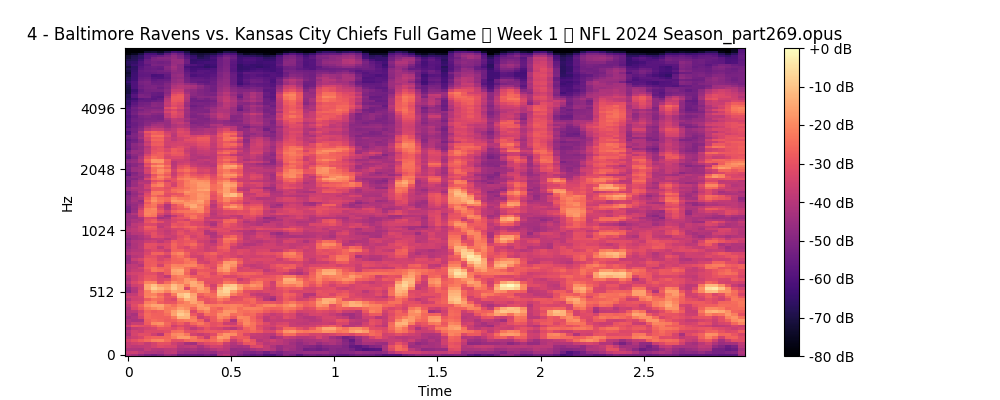 4 - Baltimore Ravens vs. Kansas City Chiefs Full Game ▯ Week 1 ▯ NFL 2024 Season_part269.opus
+0 dB
-10 dB
-20 dB
-30 dB
-40 dB
-50 dB
-60 dB
-70 dB
-80 dB
Hz
4096
2048
1024
512
0
0 0.5 1 1.5 2 2.5
Time